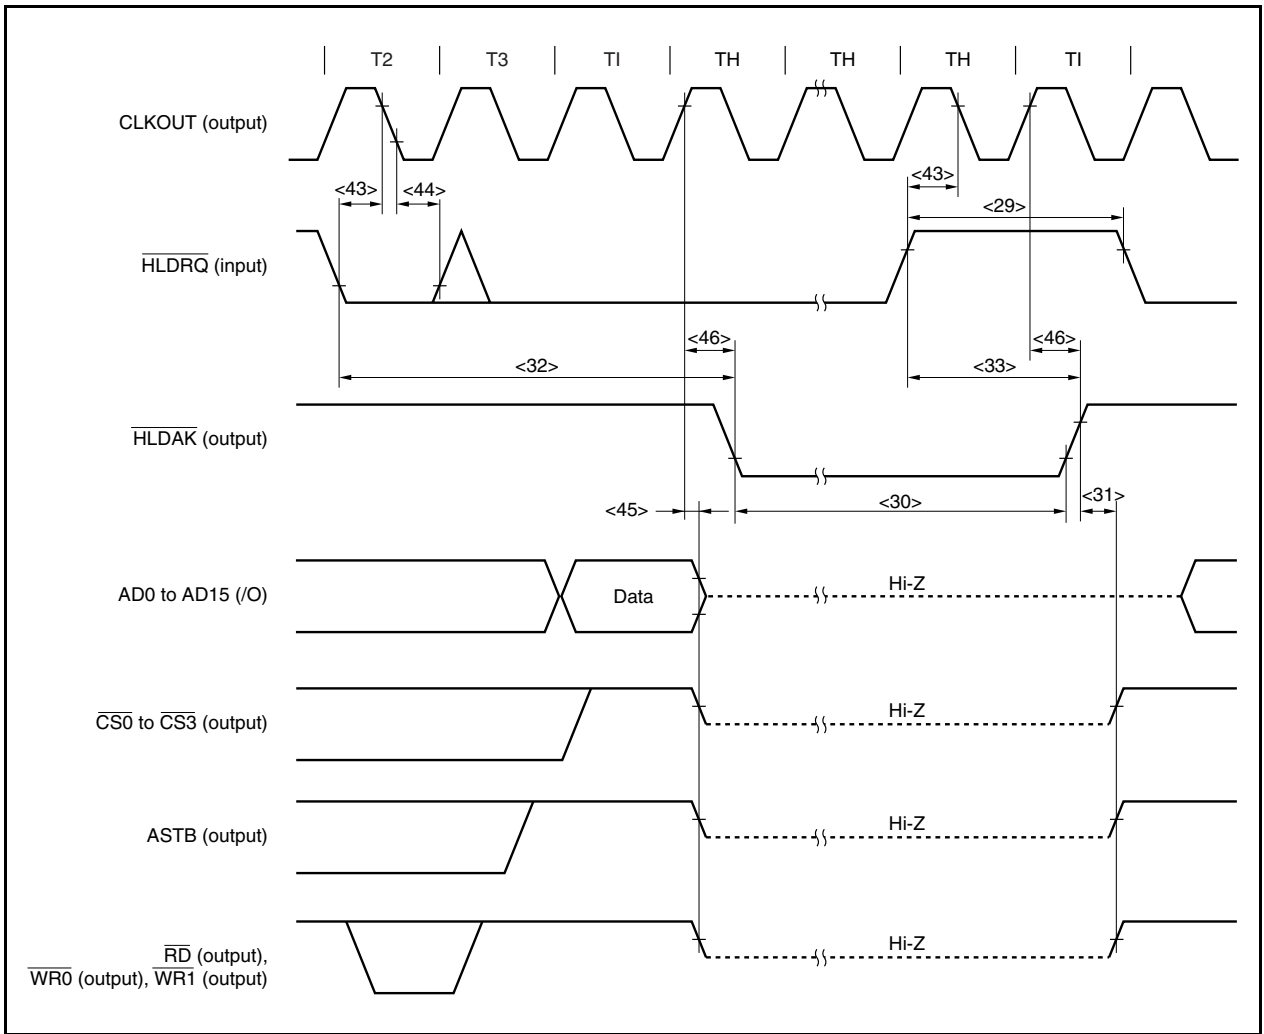 T2 T3 TI TH TH TH TI
CLKOUT (output)
<43> <44> <43>
<29>
HLDRQ (input)
<46> <46>
<32> <33>
HLDAK (output)
<31>
<45> <30>
AD0 to AD15 (/O)
Data
Hi-Z
CS0 to CS3 (output)
Hi-Z
ASTB (output)
Hi-Z
RD (output),
WR0 (output), WR1 (output)
Hi-Z